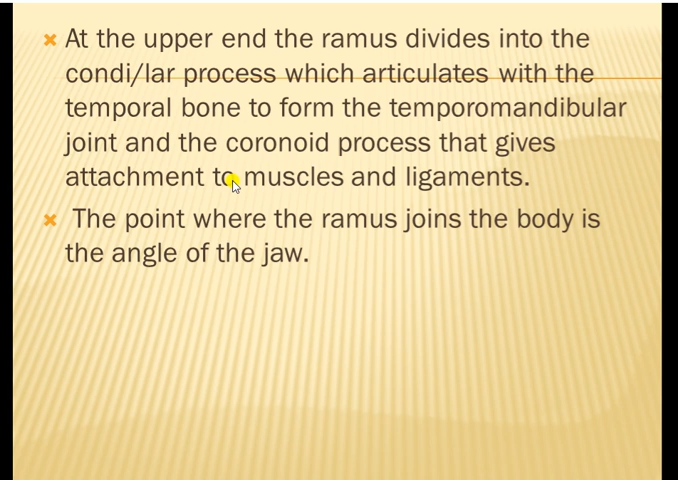 At the upper end the ramus divides into the
condi/lar process which articulates with the
temporal bone to form the temporomandibular
joint and the coronoid process that gives
attachment to muscles and ligaments.
The point where the ramus joins the body is
the angle of the jaw.